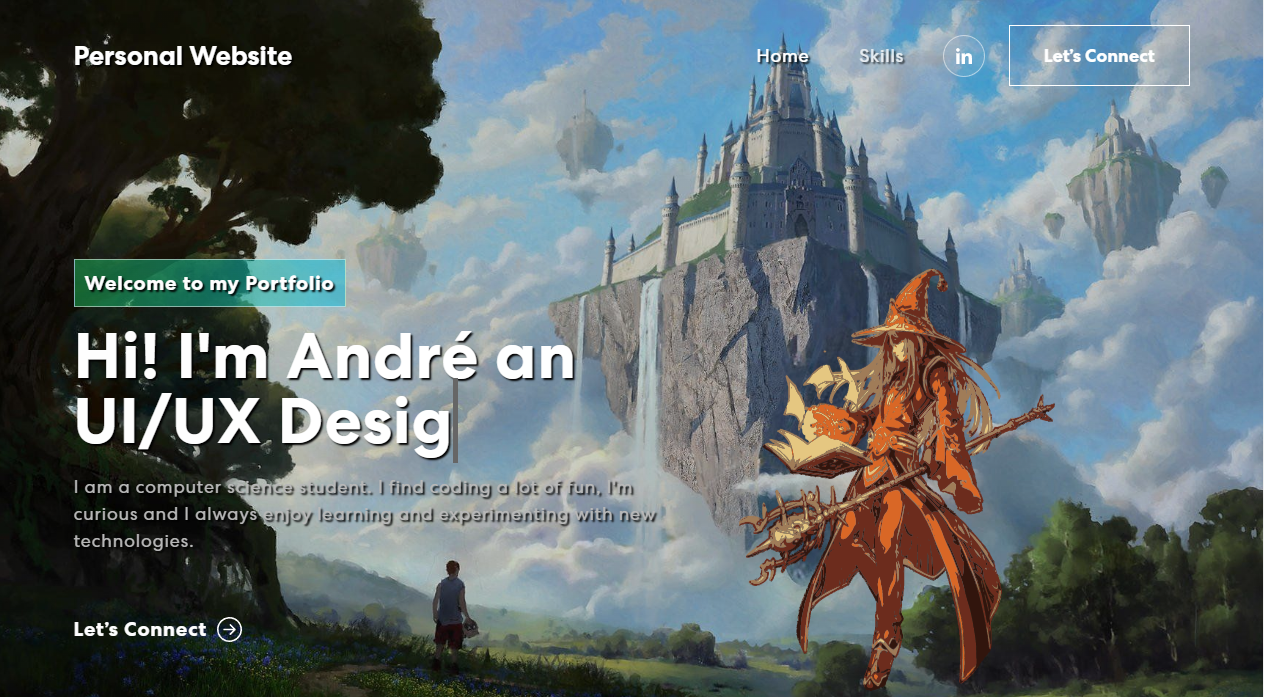 Personal Website
Home
Skills
in
Let's Connect
Welcome to my Portfolio
Hi! I'm André an
UI/UX Desig
I am a computer science student. I find coding a lot of fun, I'm
curious and I always enjoy learning and experimenting with new
technologies.
Let's Connect